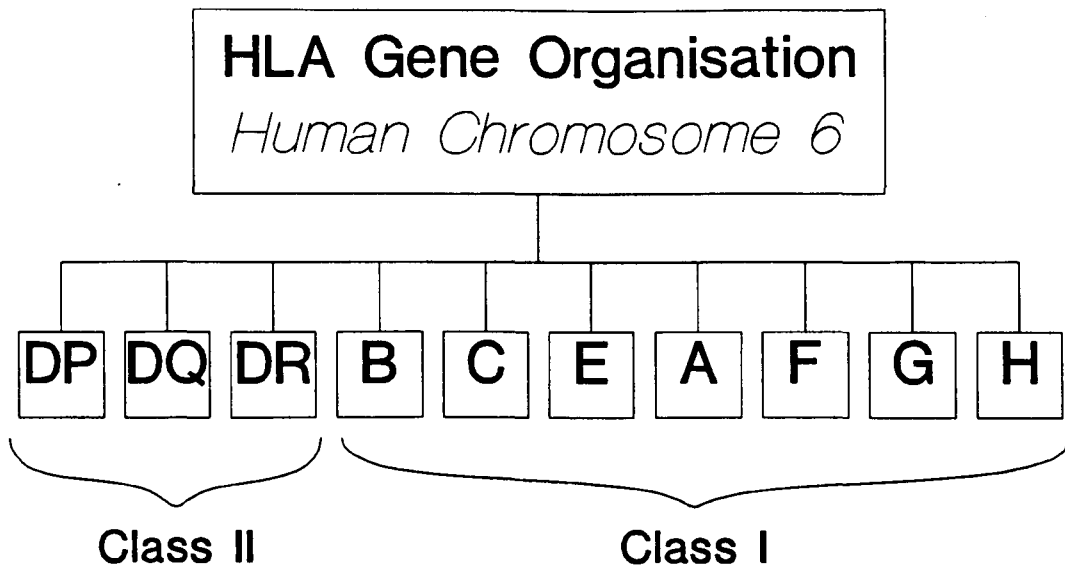 HLA Gene Organisation
Human Chromosome 6
DP DQ DR B C E A F G H
Class II Class I